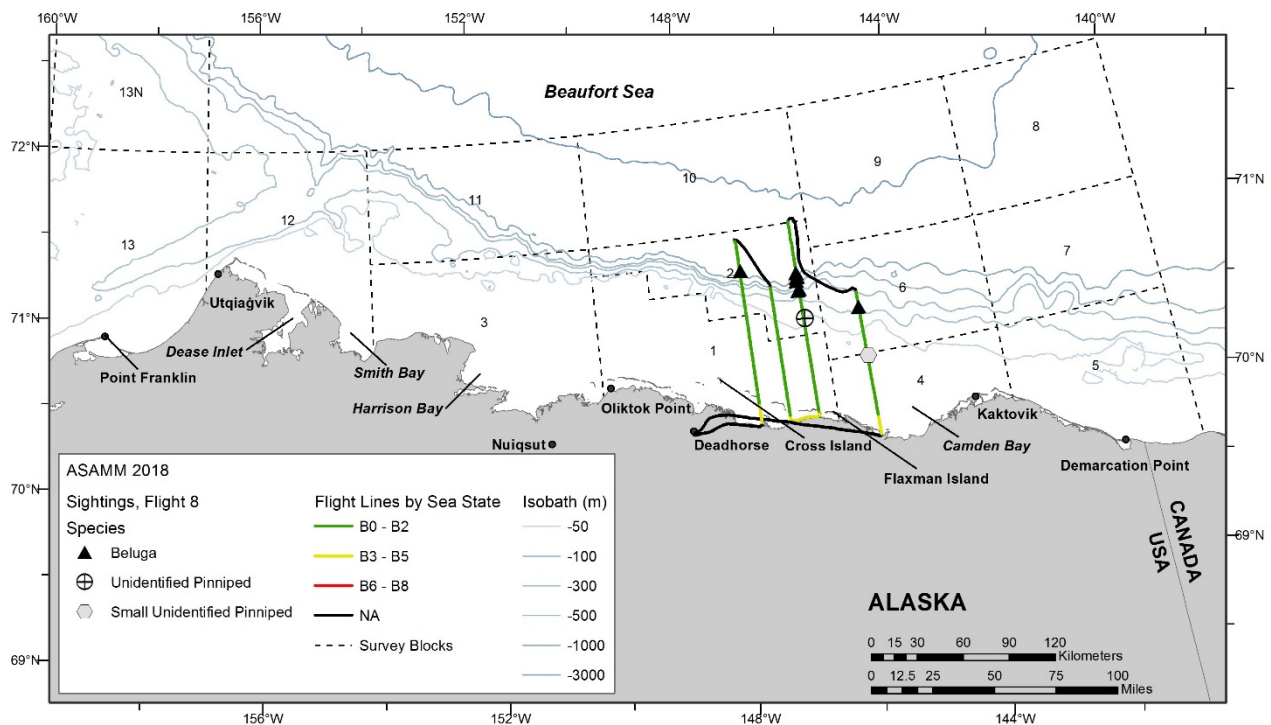 160°W 156°W 152°W 148°W 144°W 140°W
13N
Beaufort Sea
8
72°N
9
71°N
10
11
12
13
7
2
6
Utqiaġvik
71°N
3
Dease Inlet
70°N
1
Point Franklin
Smith Bay
5
4
Harrison Bay
Oliktok Point
Kaktovik
Nuiqsut
Deadhorse
Cross Island
Camden Bay
Demarcation Point
Flaxman Island
ASAMM 2018
Sightings, Flight 8
Species
Beluga
Unidentified Pinniped
Small Unidentified Pinniped
Flight Lines by Sea State
B0 - B2
B3 - B5
B6 - B8
NA
Survey Blocks
Isobath (m)
-50
-100
-300
-500
-1000
-3000
70°N
69°N
CANADA
USA
69°N
ALASKA
0 15 30 60 90 120
Kilometers
0 12.5 25 50 75 100
Miles
156°W 152°W 148°W 144°W